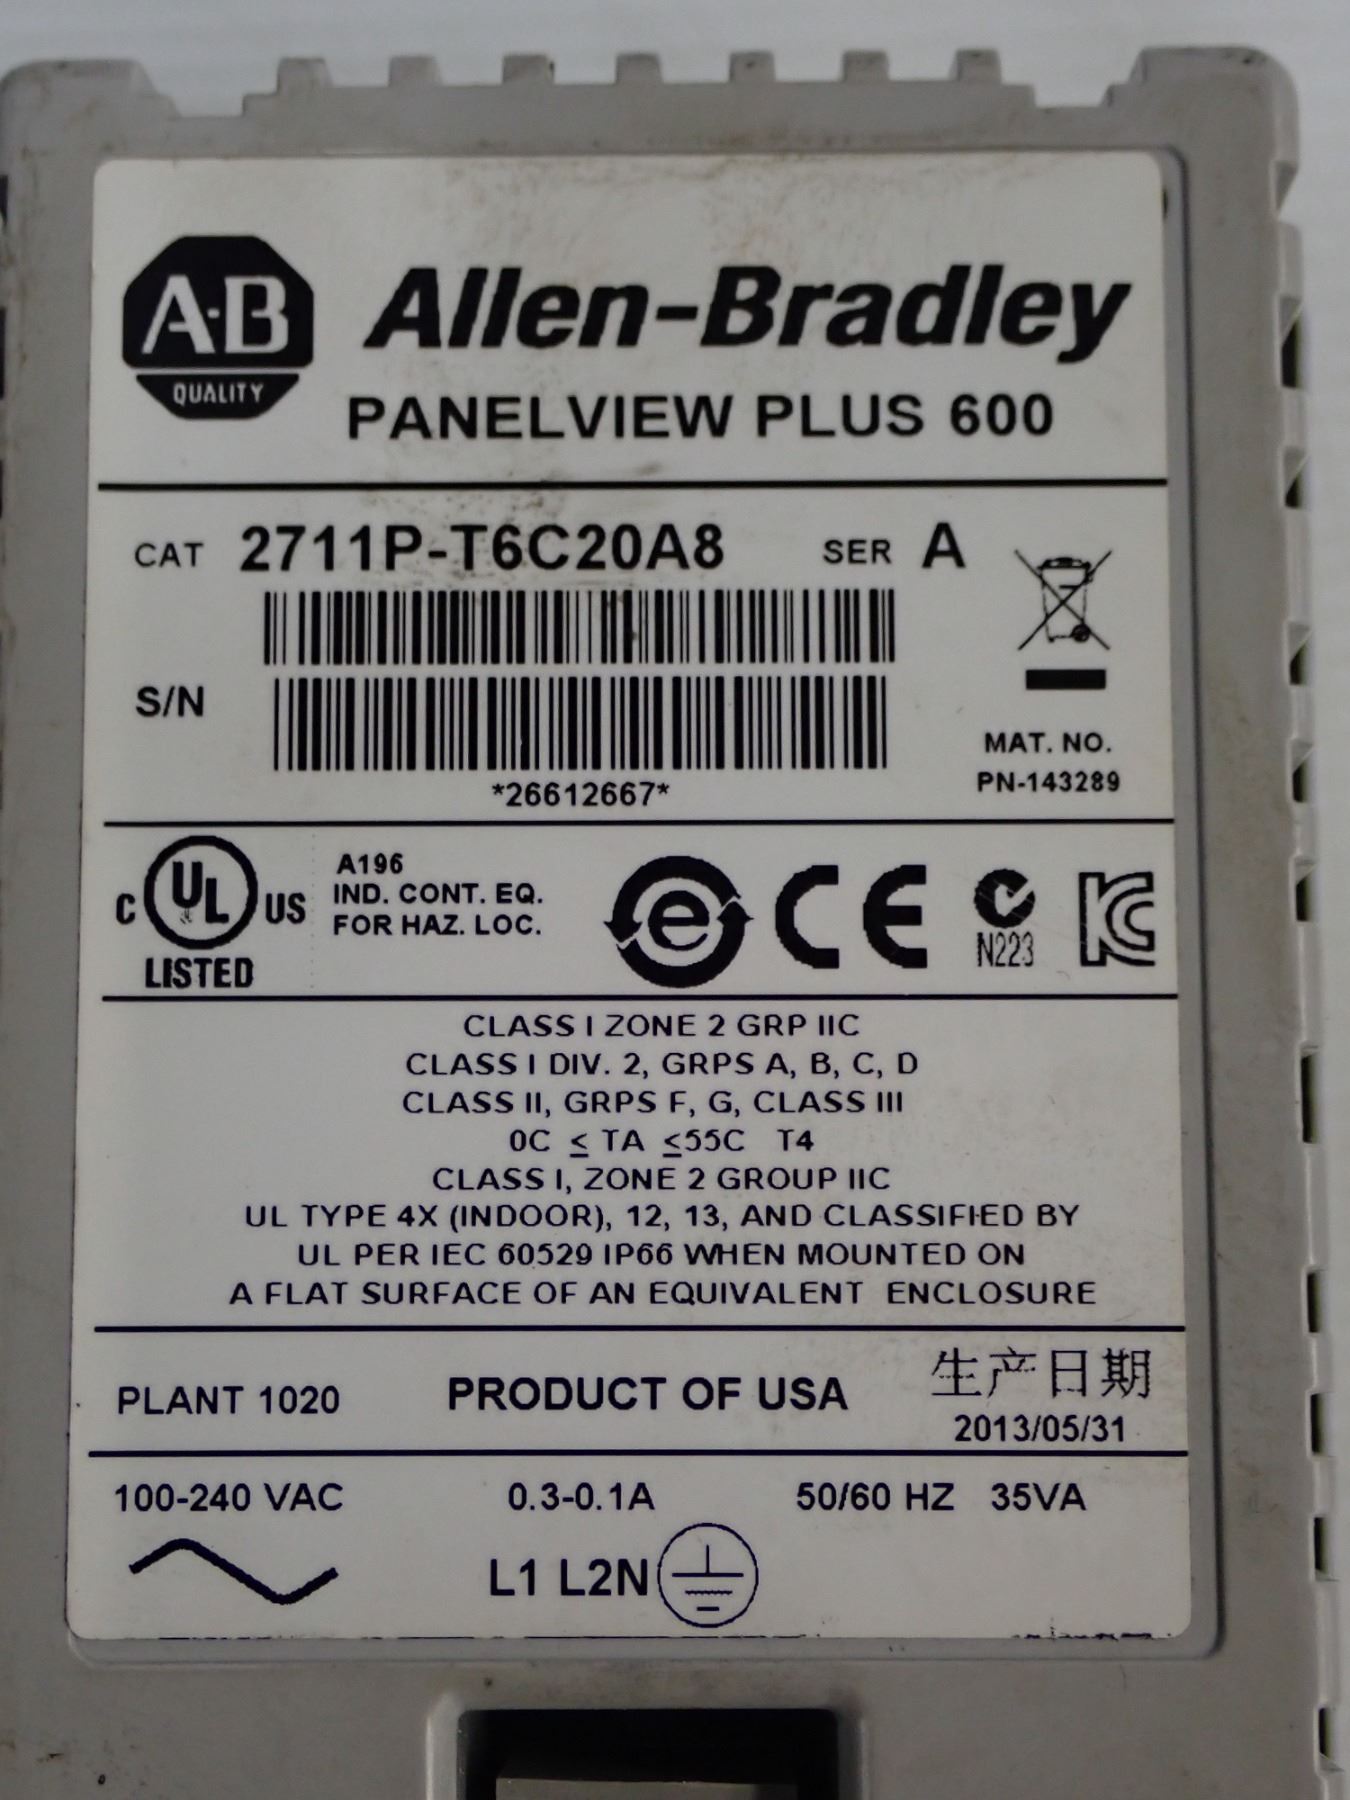 A-B
QUALITY
Allen-Bradley
PANELVIEW PLUS 600
CAT 2711P-T6C20A8 SER A
S/N
*26612667*
MAT. NO.
PN-143289
C UL US
LISTED
A196
IND. CONT. EQ.
FOR HAZ. LOC.
e CE N223 KC
CLASS I ZONE 2 GRP IIC
CLASS I DIV. 2, GRPS A, B, C, D
CLASS II, GRPS F, G, CLASS III
0C ≤ TA ≤55C T4
CLASS I, ZONE 2 GROUP IIC
UL TYPE 4X (INDOOR), 12, 13, AND CLASSIFIED BY
UL PER IEC 60529 IP66 WHEN MOUNTED ON
A FLAT SURFACE OF AN EQUIVALENT ENCLOSURE
PLANT 1020
PRODUCT OF USA
生产日期
2013/05/31
100-240 VAC 0.3-0.1A 50/60 HZ 35VA
L1 L2N